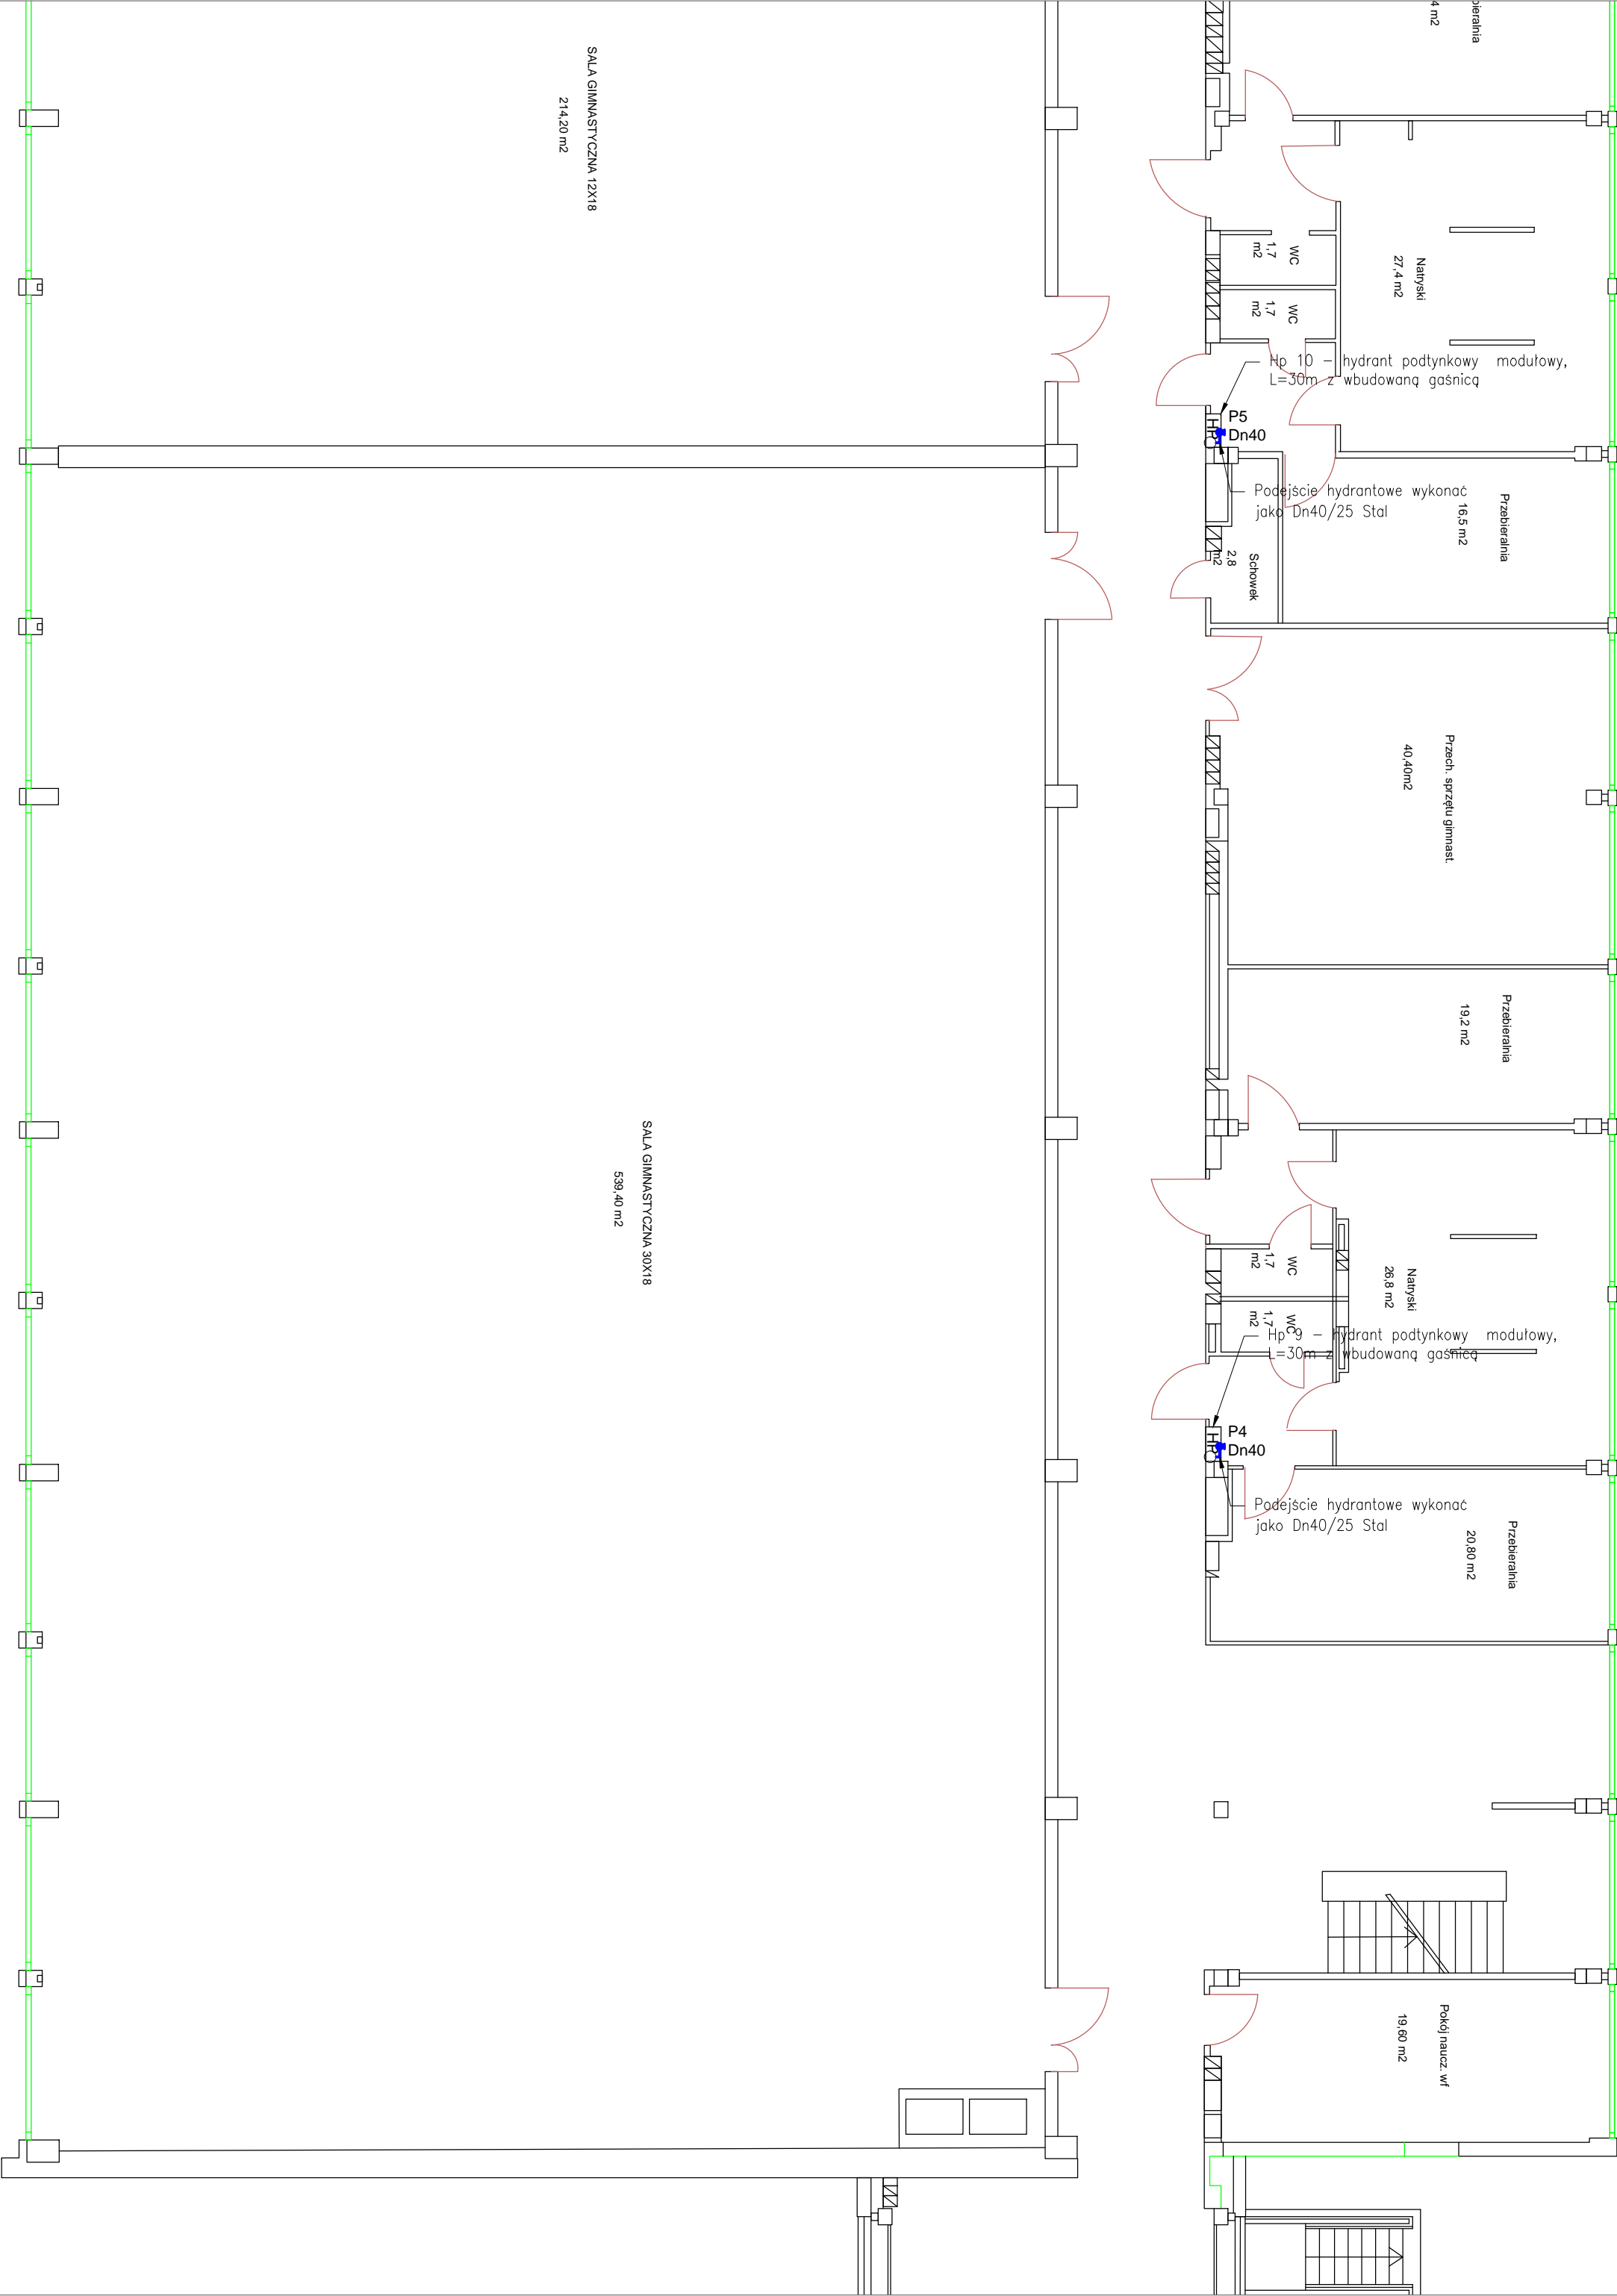 bieralnia
4 m2
SALA GIMNASTYCZNA 12X18
214,20 m2
WC
1,7
m2
Natryski
27,4 m2
WC
1,7
m2
Hp 10 - hydrant podtynkowy modułowy,
L=30m z wbudowaną gaśnicą
P5
Dn40
HP
Podejście hydrantowe wykonać
jako Dn40/25 Stal
Przebieralnia
16,5 m2
Schowek
2,8
m2
Przech. sprzętu gimnast.
40,40m2
Przebieralnia
19,2 m2
SALA GIMNASTYCZNA 30X18
539,40 m2
WC
1,7
m2
Natryski
26,8 m2
WC
1,7
m2
Hp 9 - hydrant podtynkowy modułowy,
L=30m z wbudowaną gaśnicą
P4
Dn40
HP
Podejście hydrantowe wykonać
jako Dn40/25 Stal
Przebieralnia
20,80 m2
Pokój naucz. wf
19,60 m2